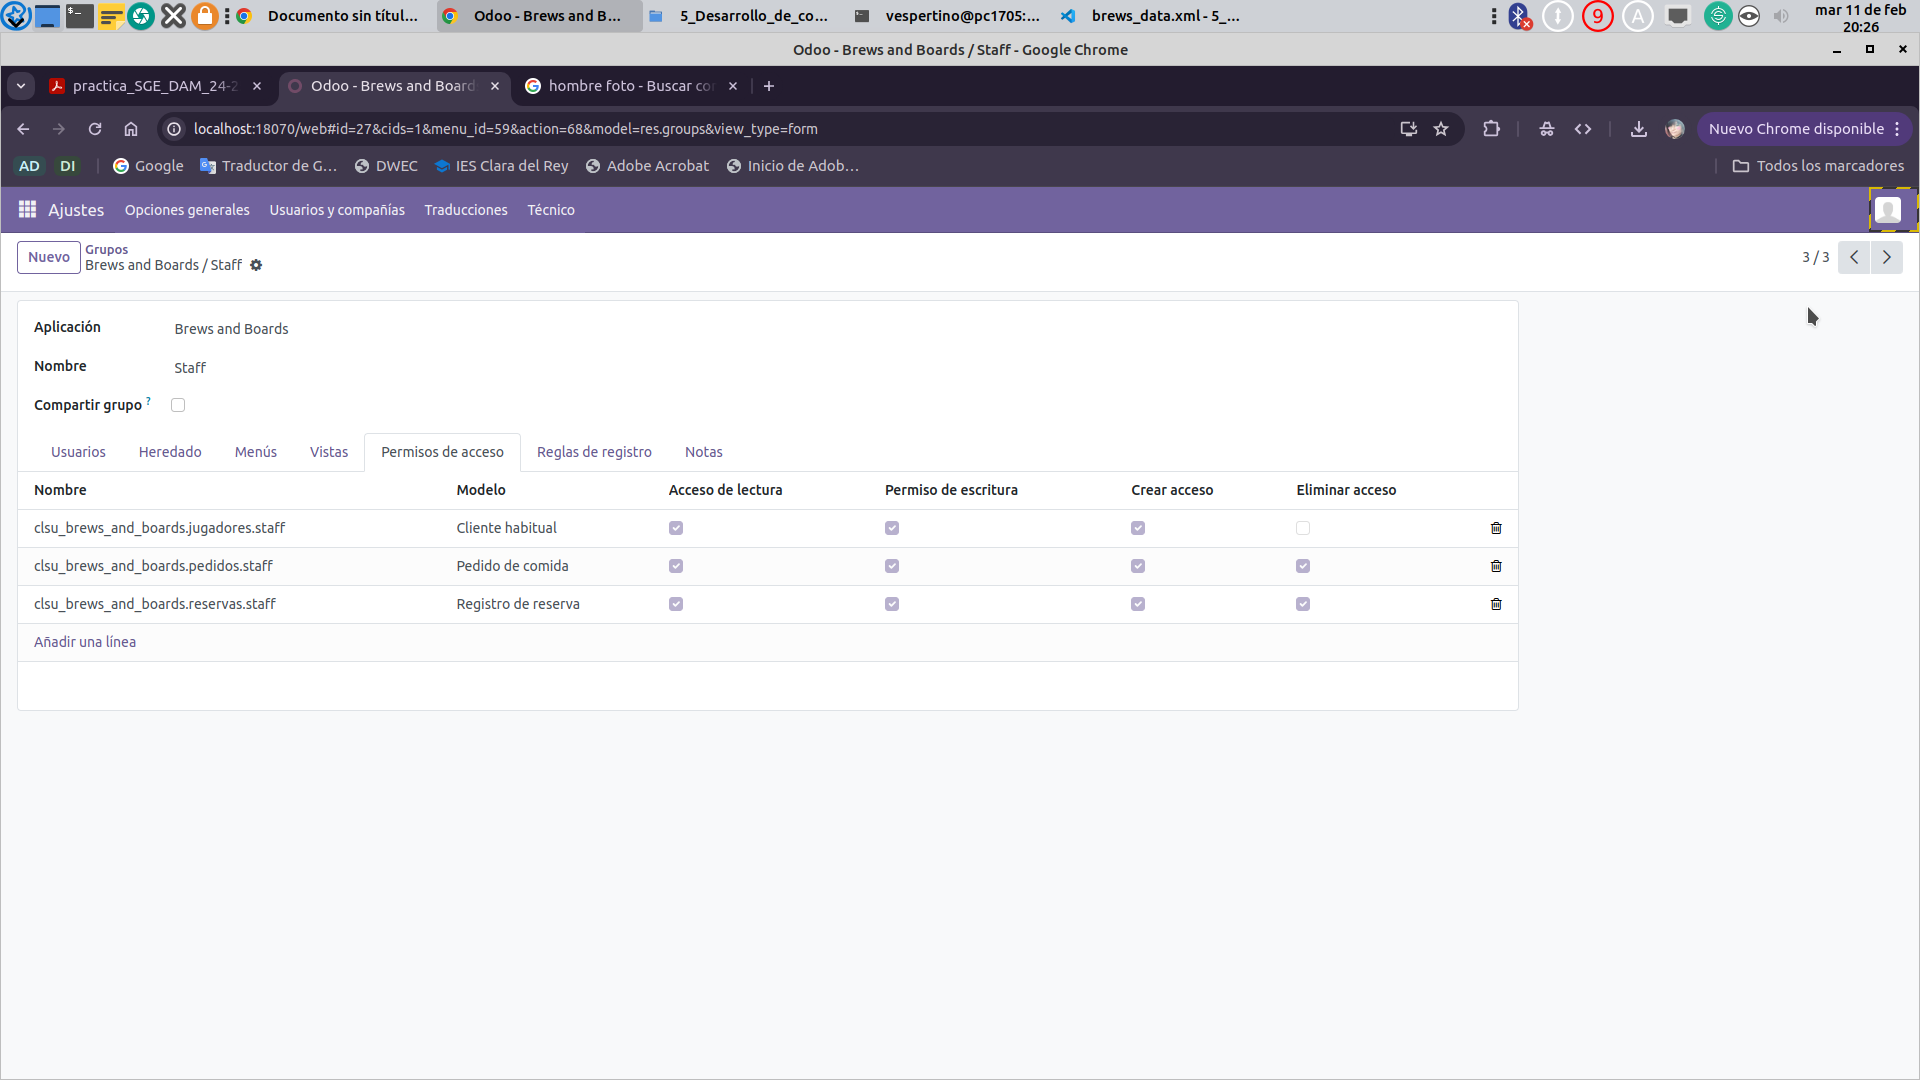 Documento sin títul...
Odoo - Brews and B...
5_Desarrollo_de_co...
vespertino@pc1705:...
brews_data.xml - 5_...
9
A
mar 11 de feb
20:26
Odoo - Brews and Boards / Staff - Google Chrome
practica_SGE_DAM_24-2
Odoo - Brews and Board
hombre foto - Buscar co
localhost:18070/web#id=27&cids=1&menu_id=59&action=68&model=res.groups&view_type=form
Nuevo Chrome disponible
AD
DI
Google
Traductor de G...
DWEC
IES Clara del Rey
Adobe Acrobat
Inicio de Adob...
Todos los marcadores
Ajustes
Opciones generales
Usuarios y compañías
Traducciones
Técnico
Nuevo
Grupos
Brews and Boards / Staff
3 / 3
Aplicación
Brews and Boards
Nombre
Staff
Compartir grupo ?
Usuarios
Heredado
Menús
Vistas
Permisos de acceso
Reglas de registro
Notas
Nombre
Modelo
Acceso de lectura
Permiso de escritura
Crear acceso
Eliminar acceso
clsu_brews_and_boards.jugadores.staff
Cliente habitual
clsu_brews_and_boards.pedidos.staff
Pedido de comida
clsu_brews_and_boards.reservas.staff
Registro de reserva
Añadir una línea